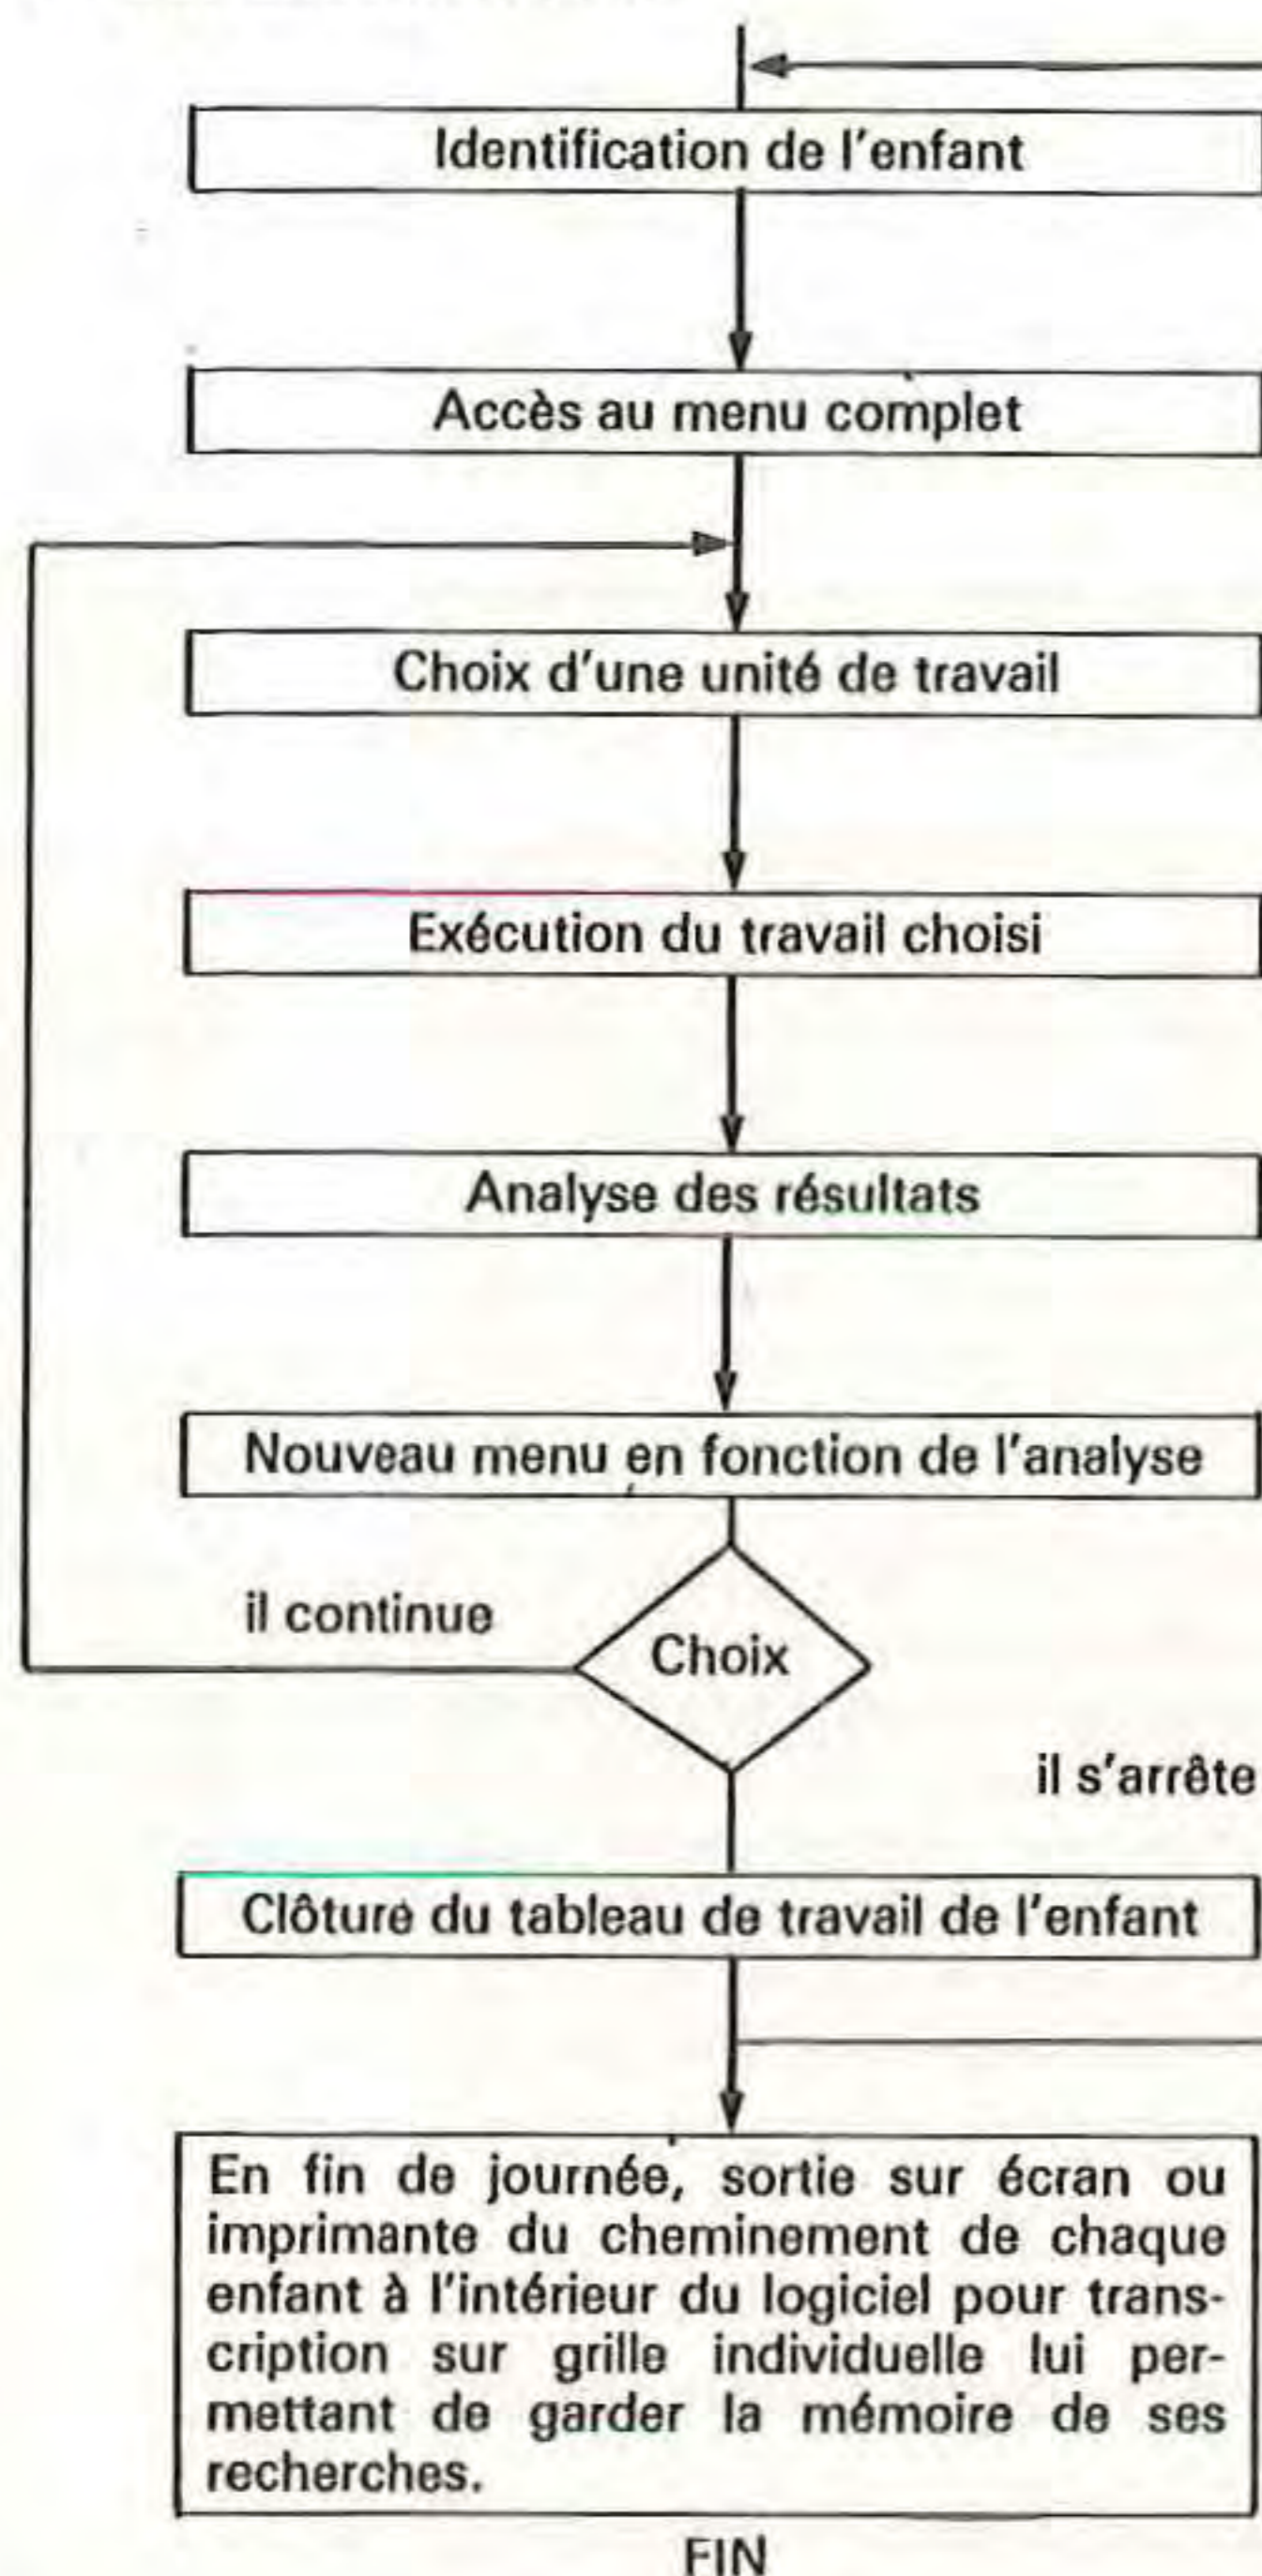 Identification de l'enfant
Accès au menu complet
Choix d'une unité de travail
Exécution du travail choisi
Analyse des résultats
Nouveau menu en fonction de l'analyse
il continue
Choix
il s'arrête
Clôture du tableau de travail de l'enfant
En fin de journée, sortie sur écran ou
imprimante du cheminement de chaque
enfant à l'intérieur du logiciel pour trans-
cription sur grille individuelle lui per-
mettant de garder la mémoire de ses
recherches.
FIN